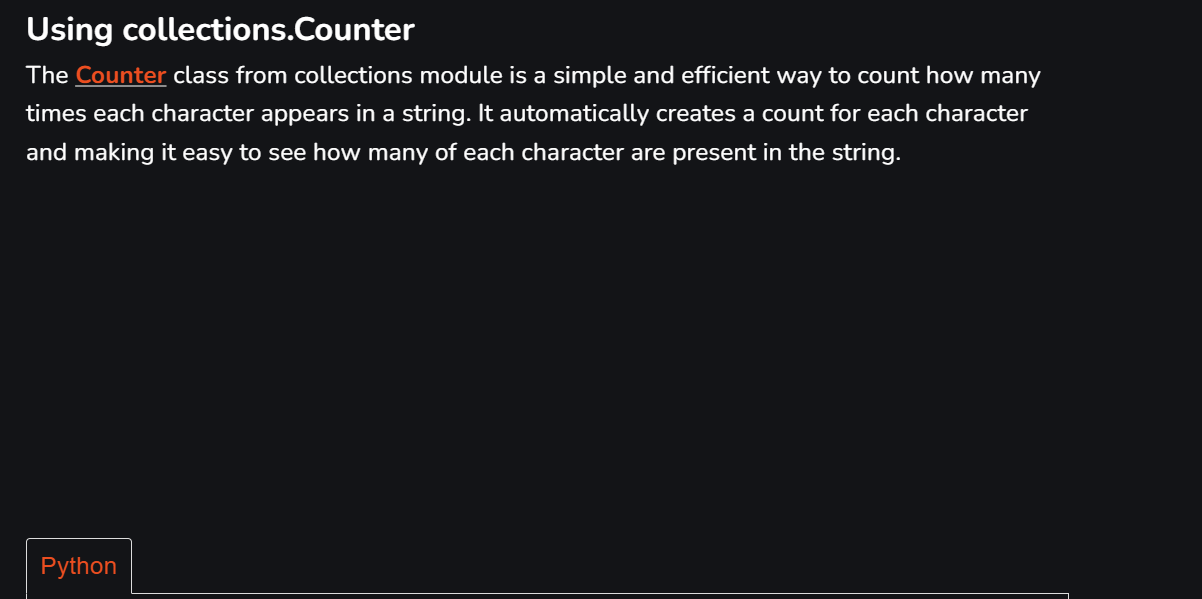 Using collections.Counter
The Counter class from collections module is a simple and efficient way to count how many
times each character appears in a string. It automatically creates a count for each character
and making it easy to see how many of each character are present in the string.
Python